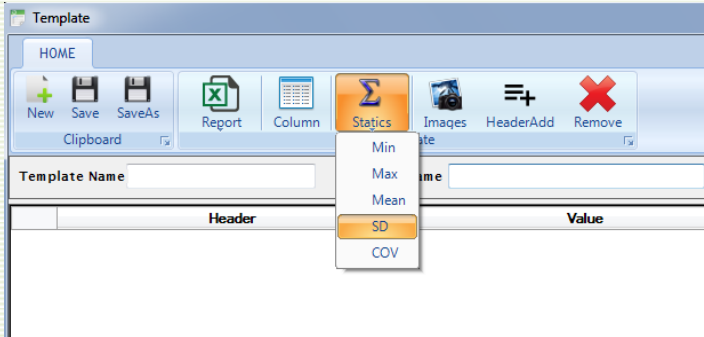 Template
HOME
New Save SaveAs Report Column Statics Images HeaderAdd Remove
Clipboard ate
Min
Template Name ame
Max
Mean
Header Value
SD
COV